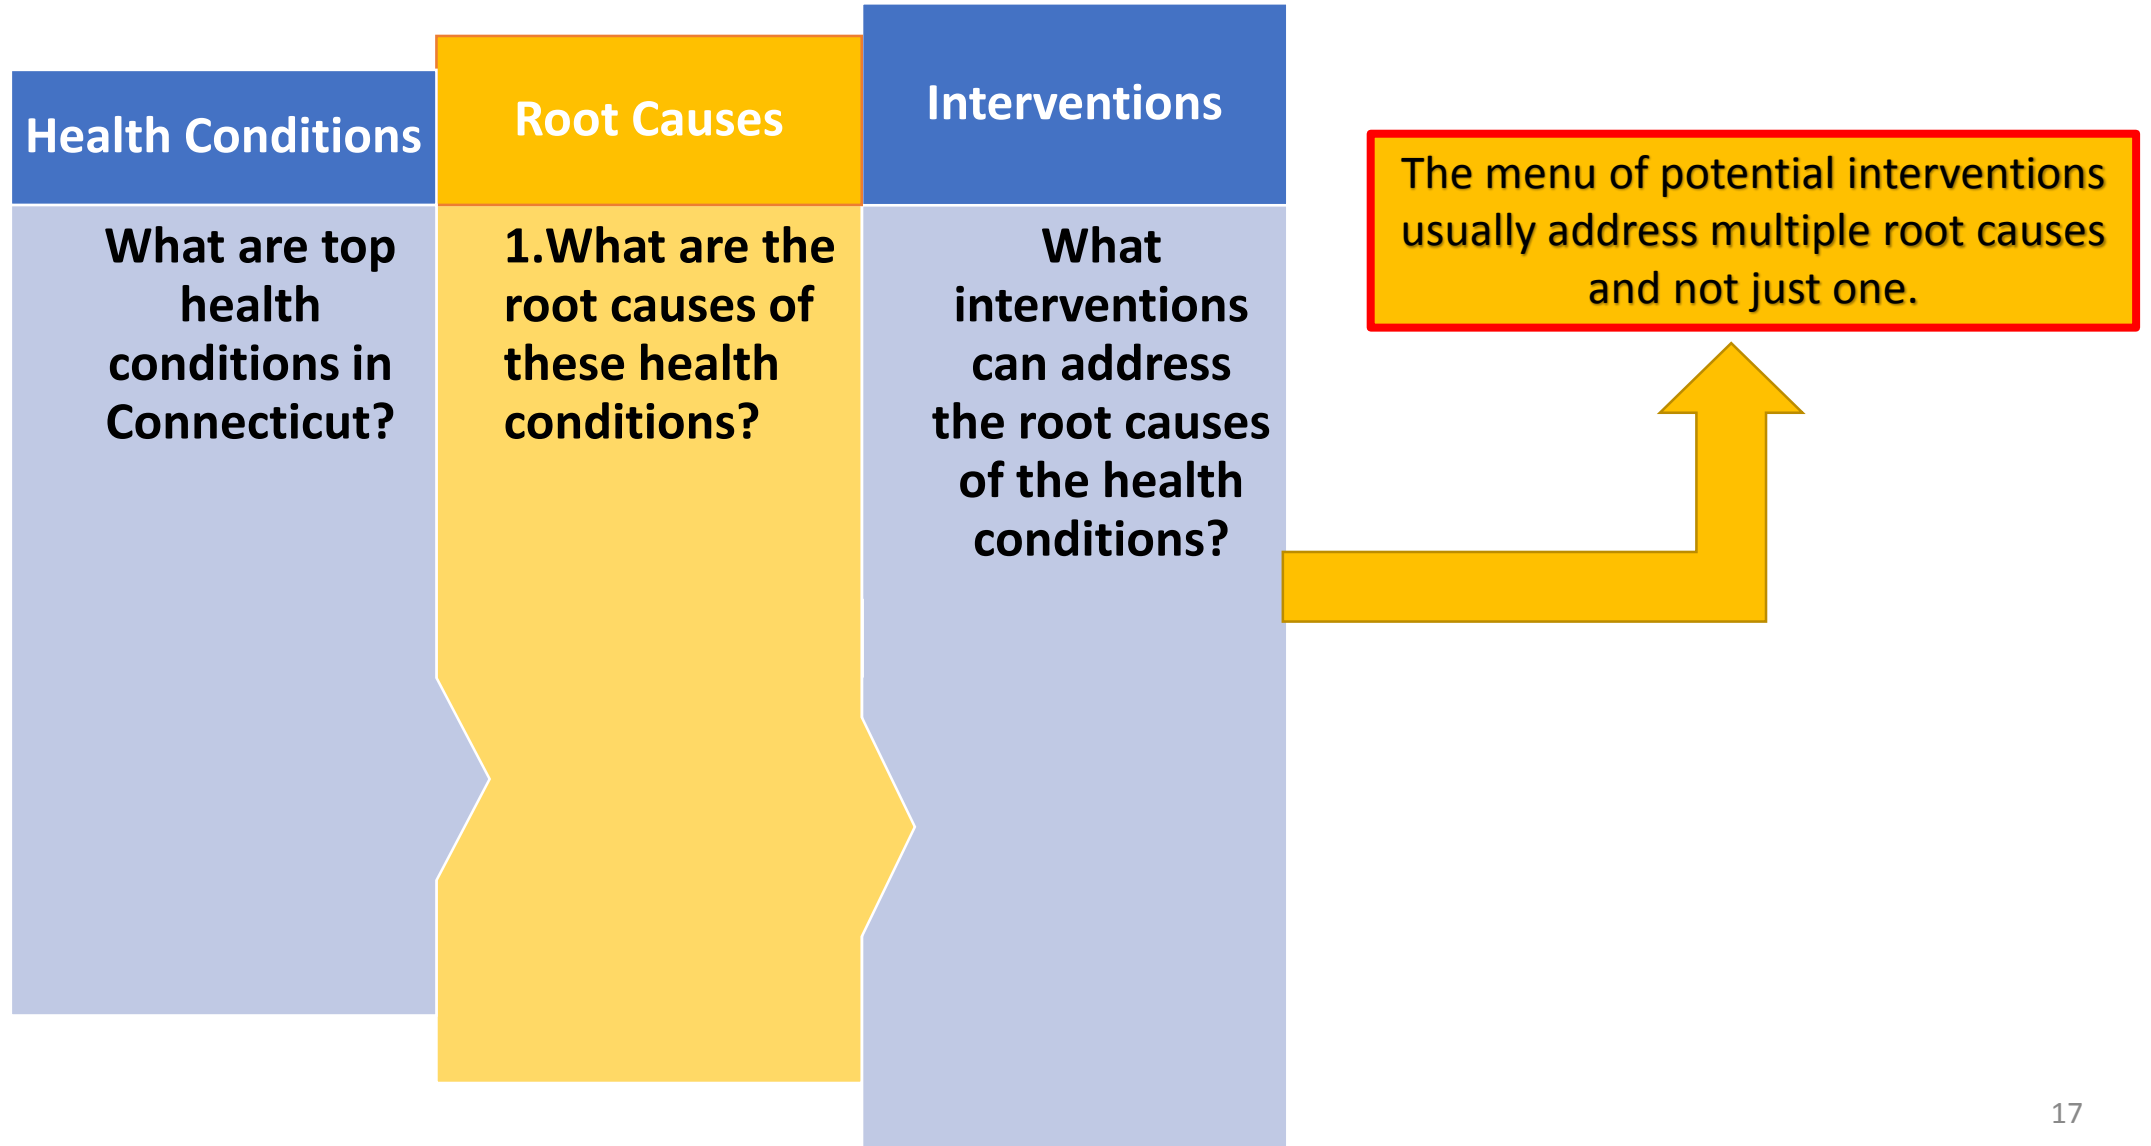 Health Conditions
What are top
health
conditions in
Connecticut?
Root Causes
1.What are the
root causes of
these health
conditions?
Interventions
What
interventions
can address
the root causes
of the health
conditions?
The menu of potential interventions
usually address multiple root causes
and not just one.
17